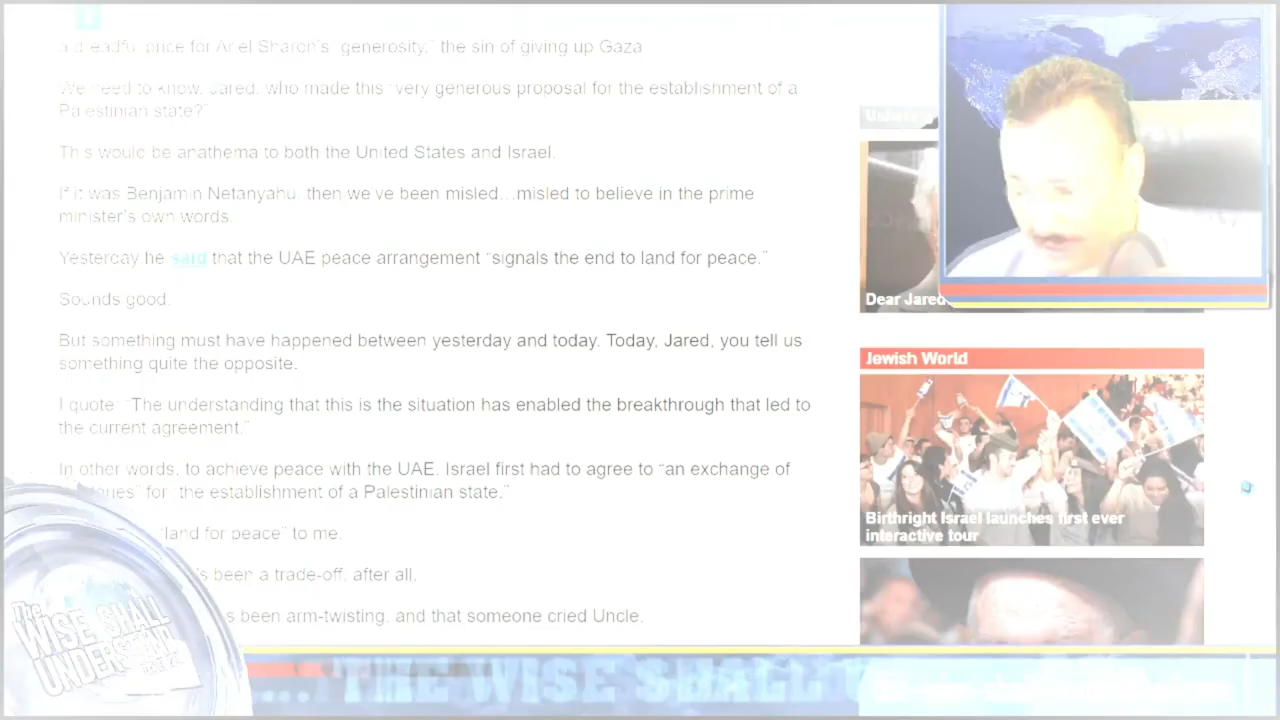 a dreadful price for Ariel Sharon's "generosity," the sin of giving up Gaza
We need to know, Jared, who made this "very generous proposal for the establishment of a
Palestinian state?"
This would be anathema to both the United States and Israel.
If it was Benjamin Netanyahu, then we've been misled…misled to believe in the prime
minister's own words.
Yesterday he said that the UAE peace arrangement "signals the end to land for peace."
Sounds good.
But something must have happened between yesterday and today. Today, Jared, you tell us
something quite the opposite.
I quote: "The understanding that this is the situation has enabled the breakthrough that led to
the current agreement."
In other words, to achieve peace with the UAE, Israel first had to agree to "an exchange of
for "the establishment of a Palestinian state."
"land for peace" to me.
's been a trade-off, after all.
s been arm-twisting, and that someone cried Uncle.
Dear Jared
Jewish World
Birthright Israel launches first ever
interactive tour
The
WISE SHALL
UNDERSTAND
...THE WISE SHALL